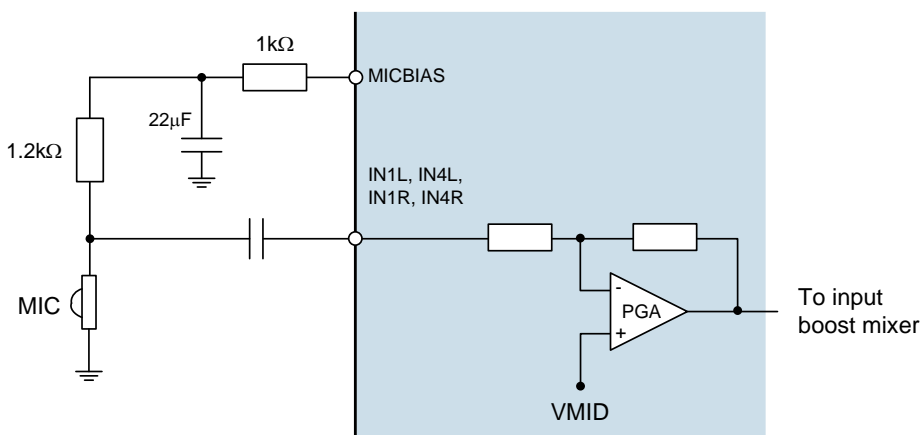 1kΩ
MICBIAS
22μF
1.2kΩ
IN1L, IN4L,
IN1R, IN4R
MIC
-
PGA
+
To input
boost mixer
VMID